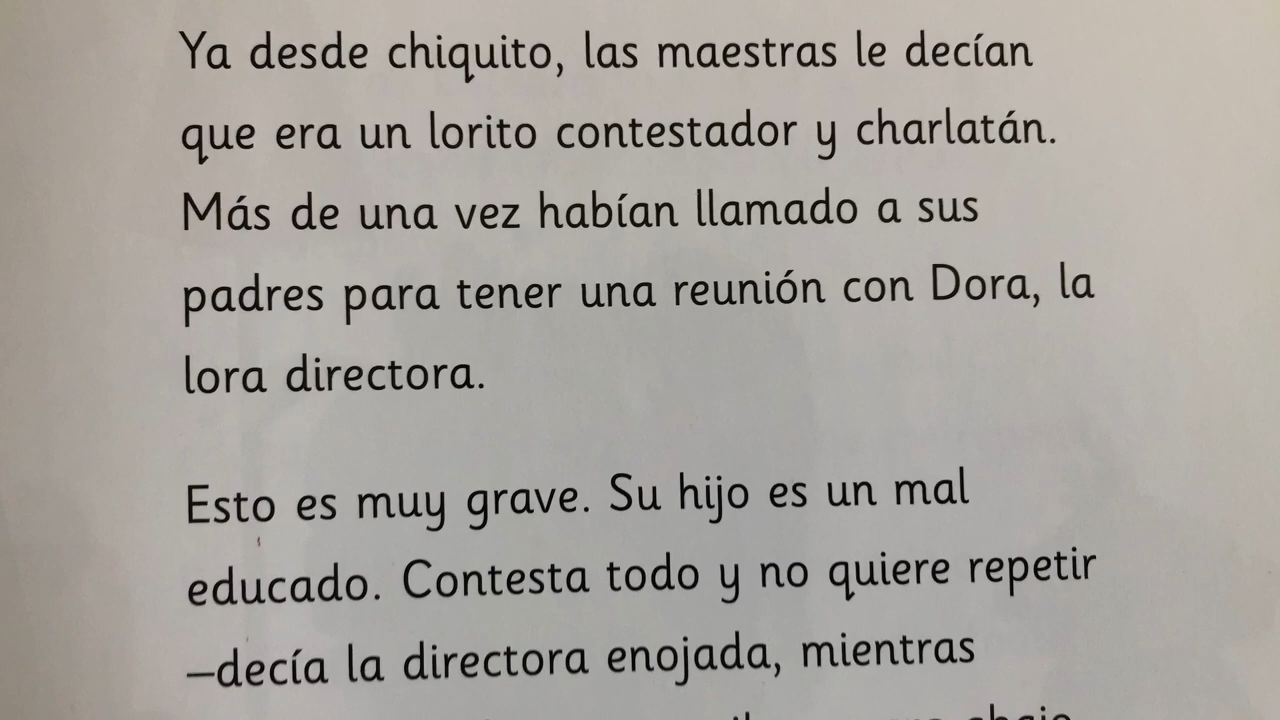 Ya desde chiquito, las maestras le decían
que era un lorito contestador y charlatán.
Más de una vez habían llamado a sus
padres para tener una reunión con Dora, la
lora directora.
Esto es muy grave. Su hijo es un mal
educado. Contesta todo y no quiere repetir
—decía la directora enojada, mientras